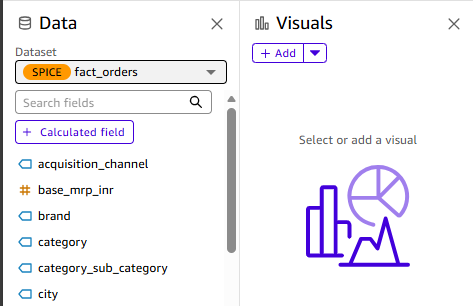 Data
Dataset
SPICE fact_orders
Search fields
+ Calculated field
acquisition_channel
base_mrp_inr
brand
category
category_sub_category
city
Visuals
+ Add
Select or add a visual